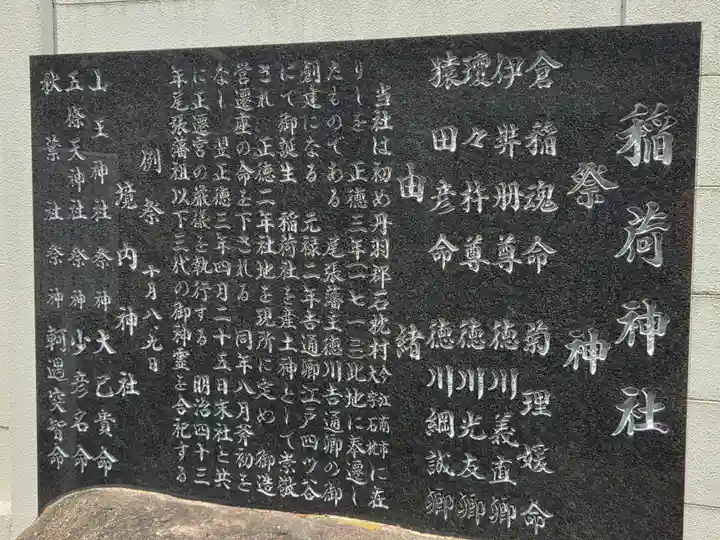 稲荷神社
祭神
倉稲魂命 菊理媛命
伊弉册尊 徳川義直卿
瓊々杵尊 徳川光友卿
猿田彦命 徳川綱誠卿
由緒
当社は初め丹羽郡石枕村(今江南市大字石枕)に在
りしを 正徳三年(一七一三)此地に奉遷し
たものである 尾張藩主徳川吉通卿の御
創建になる 元禄二年吉通卿江戸四ツ谷
にて御誕生 稲荷社を産土神として崇敬
され 正徳二年社地を現所に定め 御造
営遷座の命を下される 同年八月斧初を
なし 翌正徳三年四月二十五日末社と共
に正遷宮の厳儀を執行する 明治四十三
年尾張藩祖以下三代の御神霊を合祀する
例祭 十月八、九日
境内神社
山王神社祭神 大己貴命
五條天神社祭神 少彦名命
秋葉社祭神 軻遇突智命